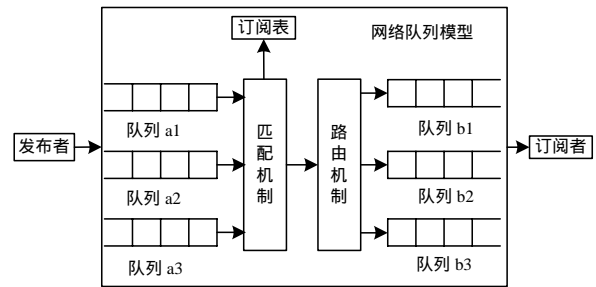 订阅表
网络队列模型
发布者
队列 a1
队列 a2
队列 a3
匹配机制
路由机制
队列 b1
队列 b2
队列 b3
订阅者